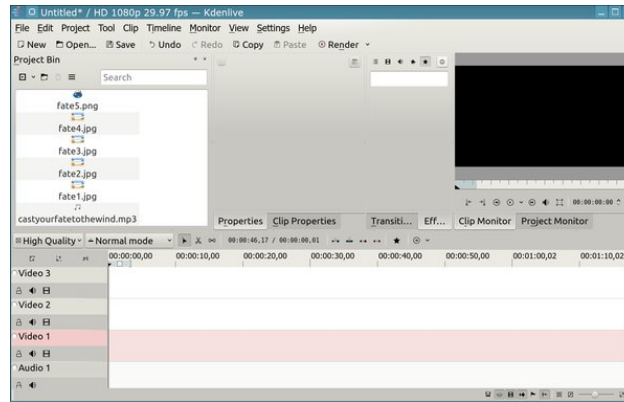 Untitled* / HD 1080p 29.97 fps — Kdenlive
File Edit Project Tool Clip Timeline Monitor View Settings Help
New Open... Save Undo Redo Copy Paste Render
Project Bin
Search
fate5.png
fate4.jpg
fate3.jpg
fate2.jpg
fate1.jpg
castyourfatetothewind.mp3
Properties Clip Properties Transiti... Eff... Clip Monitor Project Monitor
00:00:00:00
High Quality Normal mode 00:00:46,17 / 00:00:00,01
00:00:00,00 00:00:10,00 00:00:20,00 00:00:30,00 00:00:40,00 00:00:50,00 00:01:00,02 00:01:10,02
Video 3
Video 2
Video 1
Audio 1